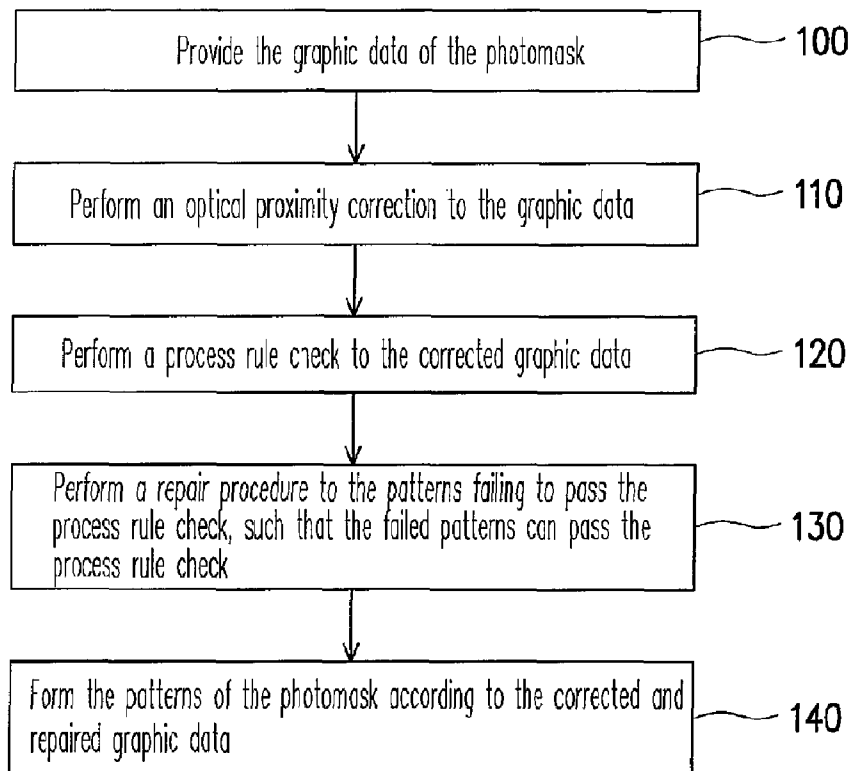 Provide the graphic data of the photomask
100
Perform an optical proximity correction to the graphic data
110
Perform a process rule check to the corrected graphic data
120
Perform a repair procedure to the patterns failing to pass the
process rule check, such that the failed patterns can pass the
process rule check
130
Form the patterns of the photomask according to the corrected and
repaired graphic data
140